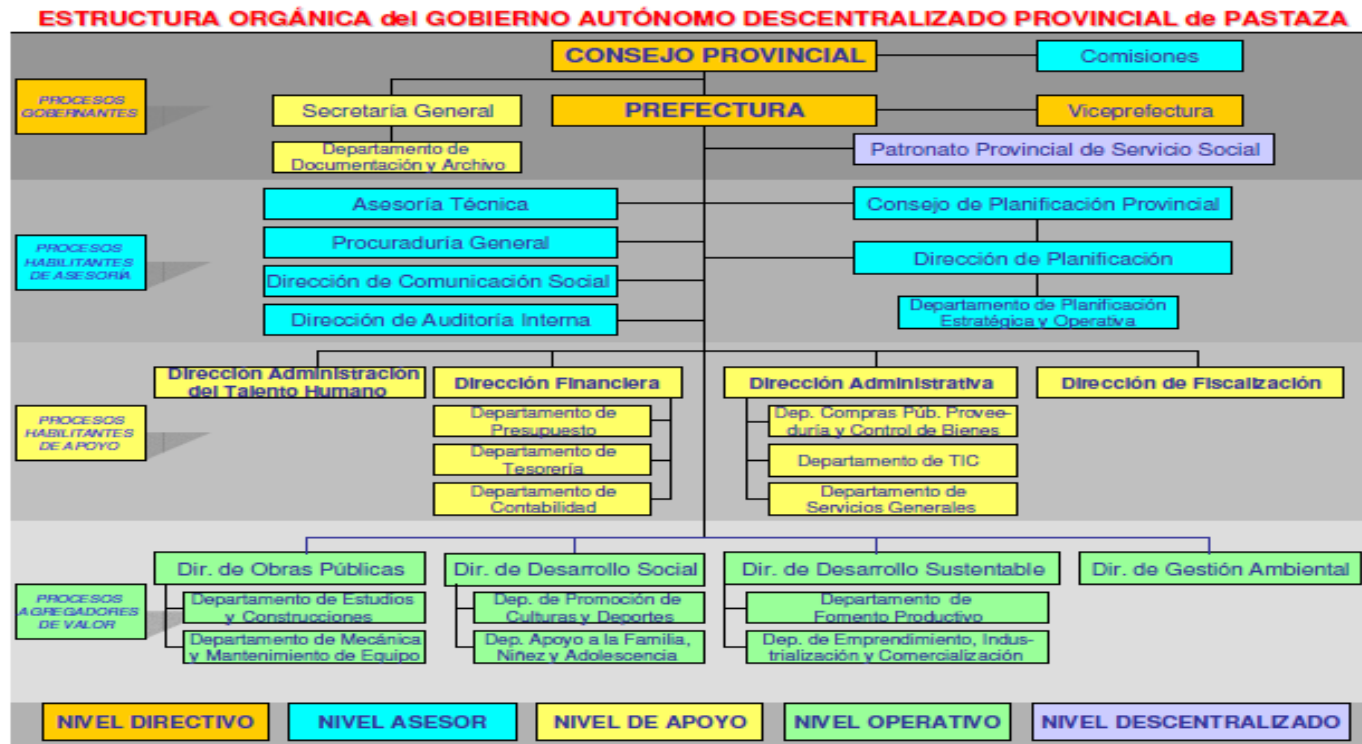 ESTRUCTURA ORGÁNICA del GOBIERNO AUTÓNOMO DESCENTRALIZADO PROVINCIAL de PASTAZA
CONSEJO PROVINCIAL
Comisiones
PROCESOS
GOBERNANTES
Secretaría General
PREFECTURA
Viceprefectura
Departamento de
Documentación y Archivo
Patronato Provincial de Servicio Social
Asesoría Técnica
Consejo de Planificación Provincial
PROCESOS
HABILITANTES
DE ASESORÍA
Procuraduría General
Dirección de Planificación
Dirección de Comunicación Social
Dirección de Auditoría Interna
Departamento de Planificación
Estratégica y Operativa
Dirección Administración
del Talento Humano
Dirección Financiera
Dirección Administrativa
Dirección de Fiscalización
PROCESOS
HABILITANTES
DE APOYO
Departamento de
Presupuesto
Dep. Compras Púb. Provee-
duría y Control de Bienes
Departamento de
Tesorería
Departamento de TIC
Departamento de
Contabilidad
Departamento de
Servicios Generales
Dir. de Obras Públicas
Dir. de Desarrollo Social
Dir. de Desarrollo Sustentable
Dir. de Gestión Ambiental
PROCESOS
AGREGADORES
DE VALOR
Departamento de Estudios
y Construcciones
Dep. de Promoción de
Culturas y Deportes
Departamento de
Fomento Productivo
Departamento de Mecánica
y Mantenimiento de Equipo
Dep. Apoyo a la Familia,
Niñez y Adolescencia
Dep. de Emprendimiento, Indus-
trialización y Comercialización
NIVEL DIRECTIVO
NIVEL ASESOR
NIVEL DE APOYO
NIVEL OPERATIVO
NIVEL DESCENTRALIZADO